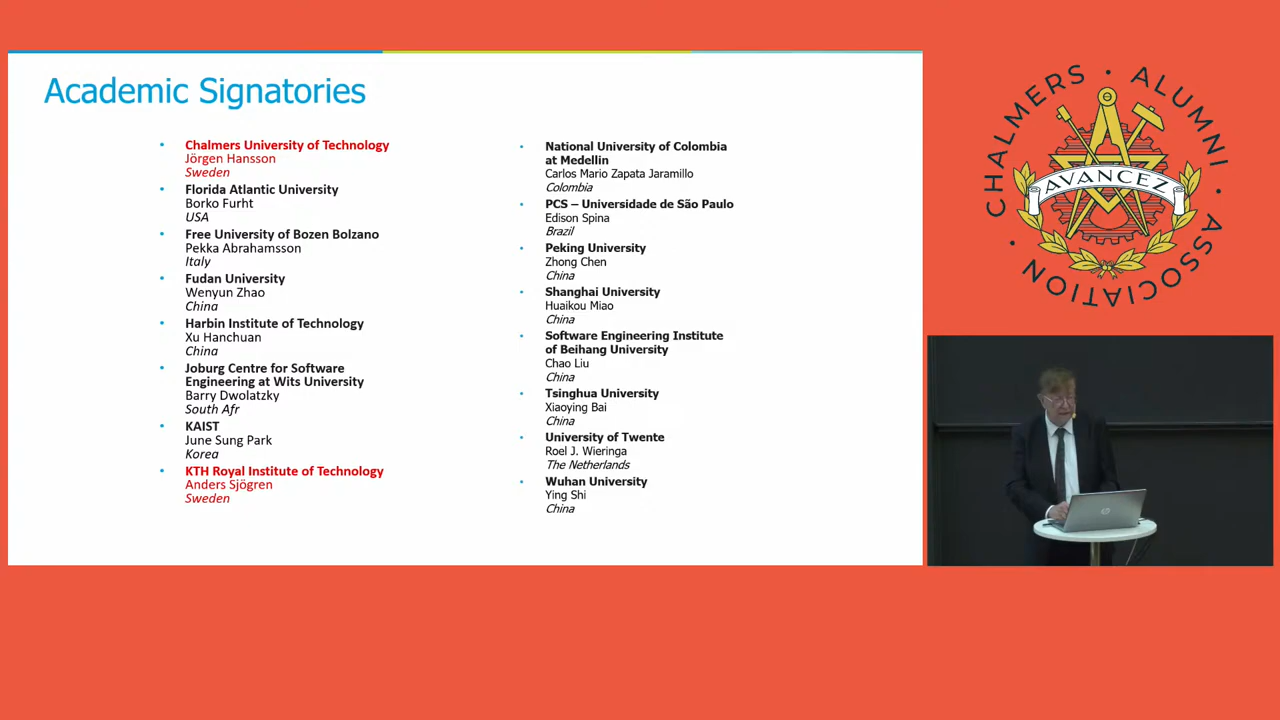 Academic Signatories
Chalmers University of Technology
Jörgen Hansson
Sweden
Florida Atlantic University
Borko Furht
USA
Free University of Bozen Bolzano
Pekka Abrahamsson
Italy
Fudan University
Wenyun Zhao
China
Harbin Institute of Technology
Xu Hanchuan
China
Joburg Centre for Software
Engineering at Wits University
Barry Dwolatzky
South Afr
KAIST
June Sung Park
Korea
KTH Royal Institute of Technology
Anders Sjögren
Sweden
National University of Colombia
at Medellin
Carlos Mario Zapata Jaramillo
Colombia
PCS – Universidade de São Paulo
Edison Spina
Brazil
Peking University
Zhong Chen
China
Shanghai University
Huaikou Miao
China
Software Engineering Institute
of Beihang University
Chao Liu
China
Tsinghua University
Xiaoying Bai
China
University of Twente
Roel J. Wieringa
The Netherlands
Wuhan University
Ying Shi
China
CHALMERS • ALUMNI • ASSOCIATION •
AVANCEZ